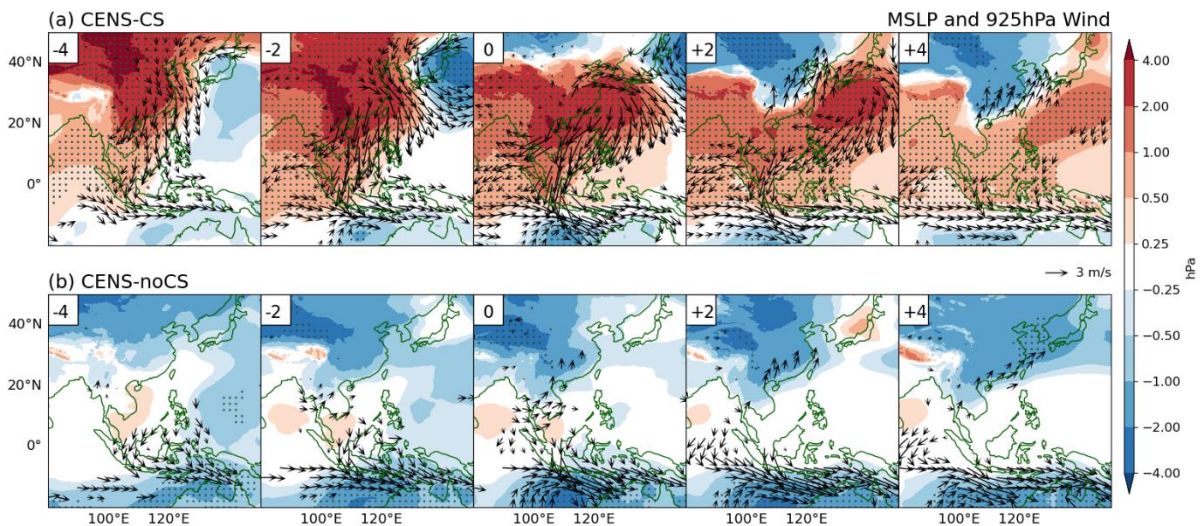 (a) CENS-CS MSLP and 925hPa Wind
-4 -2 0 +2 +4
40°N
20°N
0°
4.00
2.00
1.00
0.50
0.25
−0.25
−0.50
−1.00
−2.00
−4.00
hPa
(b) CENS-noCS 3 m/s
-4 -2 0 +2 +4
40°N
20°N
0°
100°E 120°E 100°E 120°E 100°E 120°E 100°E 120°E 100°E 120°E